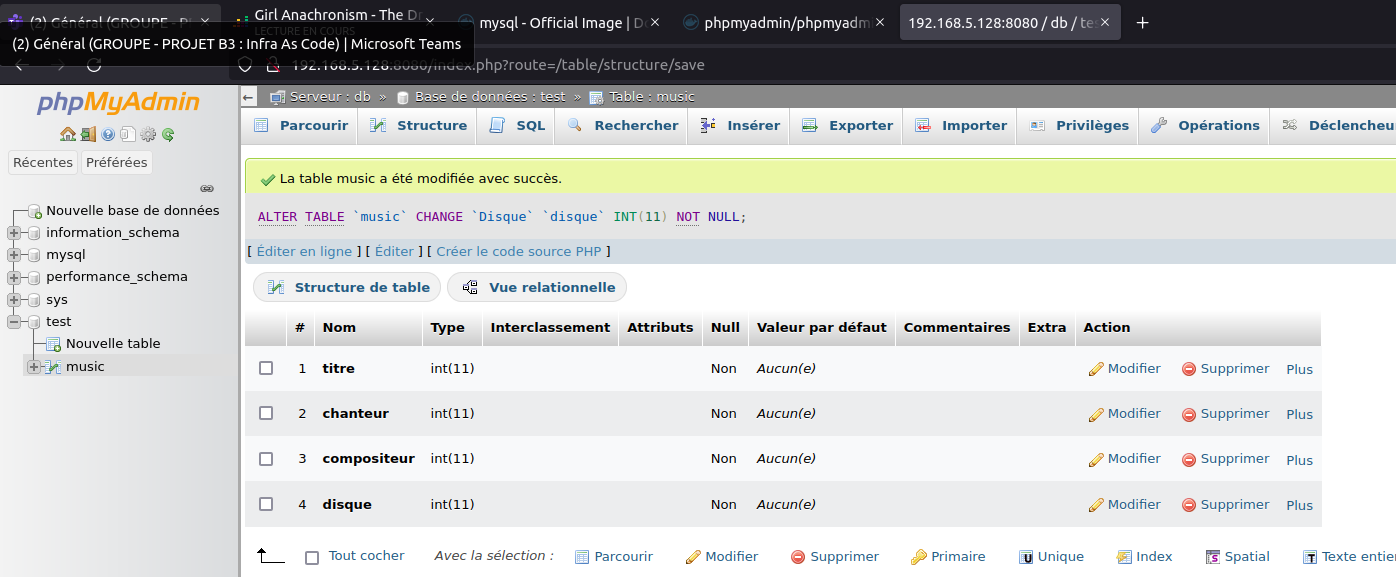 (2) Général (GROUPE - P
Girl Anachronism - The Dr
LECTURE EN COURS
mysql - Official Image | Do
phpmyadmin/phpmyadm
192.168.5.128:8080 / db / tes
(2) Général (GROUPE - PROJET B3 : Infra As Code) | Microsoft Teams
192.168.5.128:8080/index.php?route=/table/structure/save
phpMyAdmin
Récentes Préférées
Nouvelle base de données
information_schema
mysql
performance_schema
sys
test
Nouvelle table
music
Serveur : db » Base de données : test » Table : music
Parcourir Structure SQL Rechercher Insérer Exporter Importer Privilèges Opérations Déclencheur
La table music a été modifiée avec succès.
ALTER TABLE `music` CHANGE `Disque` `disque` INT(11) NOT NULL;
[ Éditer en ligne ] [ Éditer ] [ Créer le code source PHP ]
Structure de table Vue relationnelle
# Nom Type Interclassement Attributs Null Valeur par défaut Commentaires Extra Action
1 titre int(11) Non Aucun(e) Modifier Supprimer Plus
2 chanteur int(11) Non Aucun(e) Modifier Supprimer Plus
3 compositeur int(11) Non Aucun(e) Modifier Supprimer Plus
4 disque int(11) Non Aucun(e) Modifier Supprimer Plus
Tout cocher Avec la sélection : Parcourir Modifier Supprimer Primaire Unique Index Spatial Texte entier